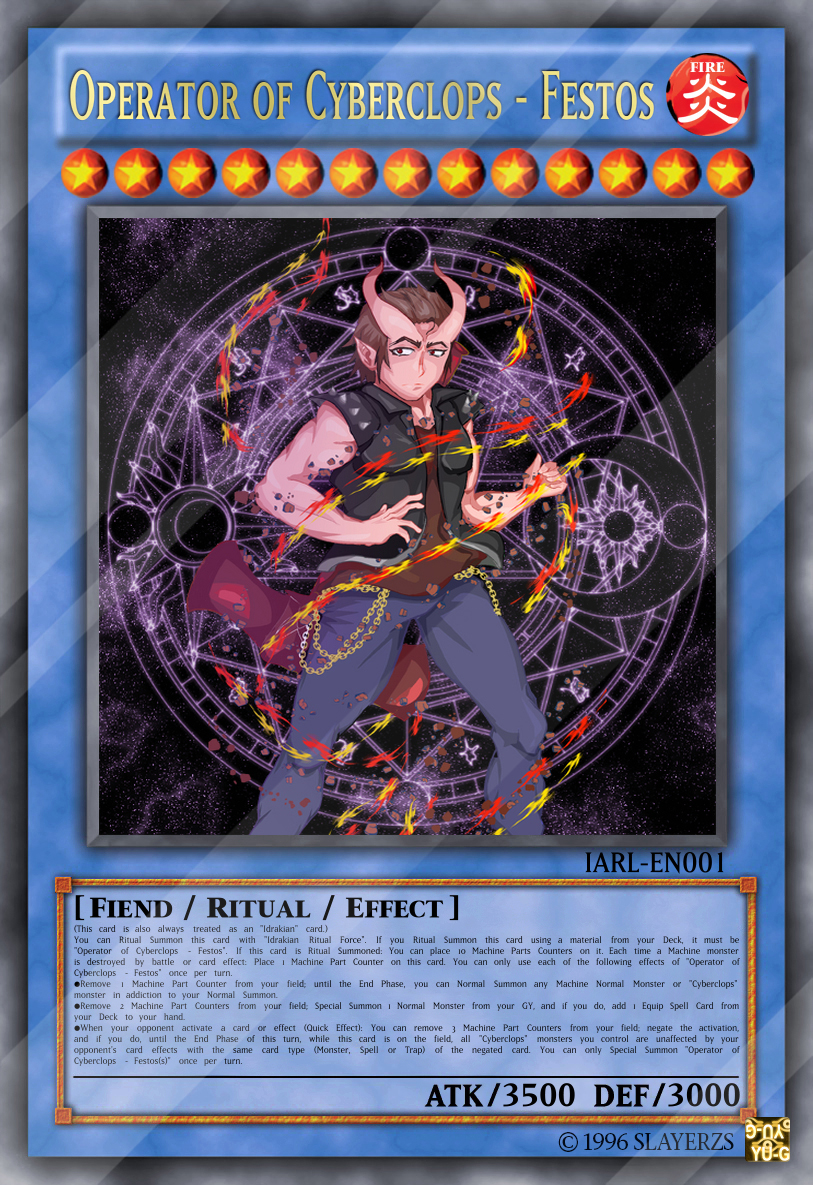 Operator of Cyberclops - Festos
FIRE
炎
IARL-EN001
[ Fiend / Ritual / Effect ]
(This card is also always treated as an "Idrakian" card.)
You can Ritual Summon this card with "Idrakian Ritual Force". If you Ritual Summon this card using a material from your Deck, it must be
"Operator of Cyberclops - Festos". If this card is Ritual Summoned: You can place 10 Machine Parts Counters on it. Each time a Machine monster
is destroyed by battle or card effect: Place 1 Machine Part Counter on this card. You can only use each of the following effects of "Operator of
Cyberclops - Festos" once per turn.
●Remove 1 Machine Part Counter from your field; until the End Phase, you can Normal Summon any Machine Normal Monster or "Cyberclops"
monster in addiction to your Normal Summon.
●Remove 2 Machine Part Counters from your field; Special Summon 1 Normal Monster from your GY, and if you do, add 1 Equip Spell Card from
your Deck to your hand.
●When your opponent activate a card or effect (Quick Effect): You can remove 3 Machine Part Counters from your field; negate the activation,
and if you do, until the End Phase of this turn, while this card is on the field, all "Cyberclops" monsters you control are unaffected by your
opponent's card effects with the same card type (Monster, Spell or Trap) of the negated card. You can only Special Summon "Operator of
Cyberclops - Festos(s)" once per turn.
ATK/3500 DEF/3000
© 1996 SLAYERZS
YU-G